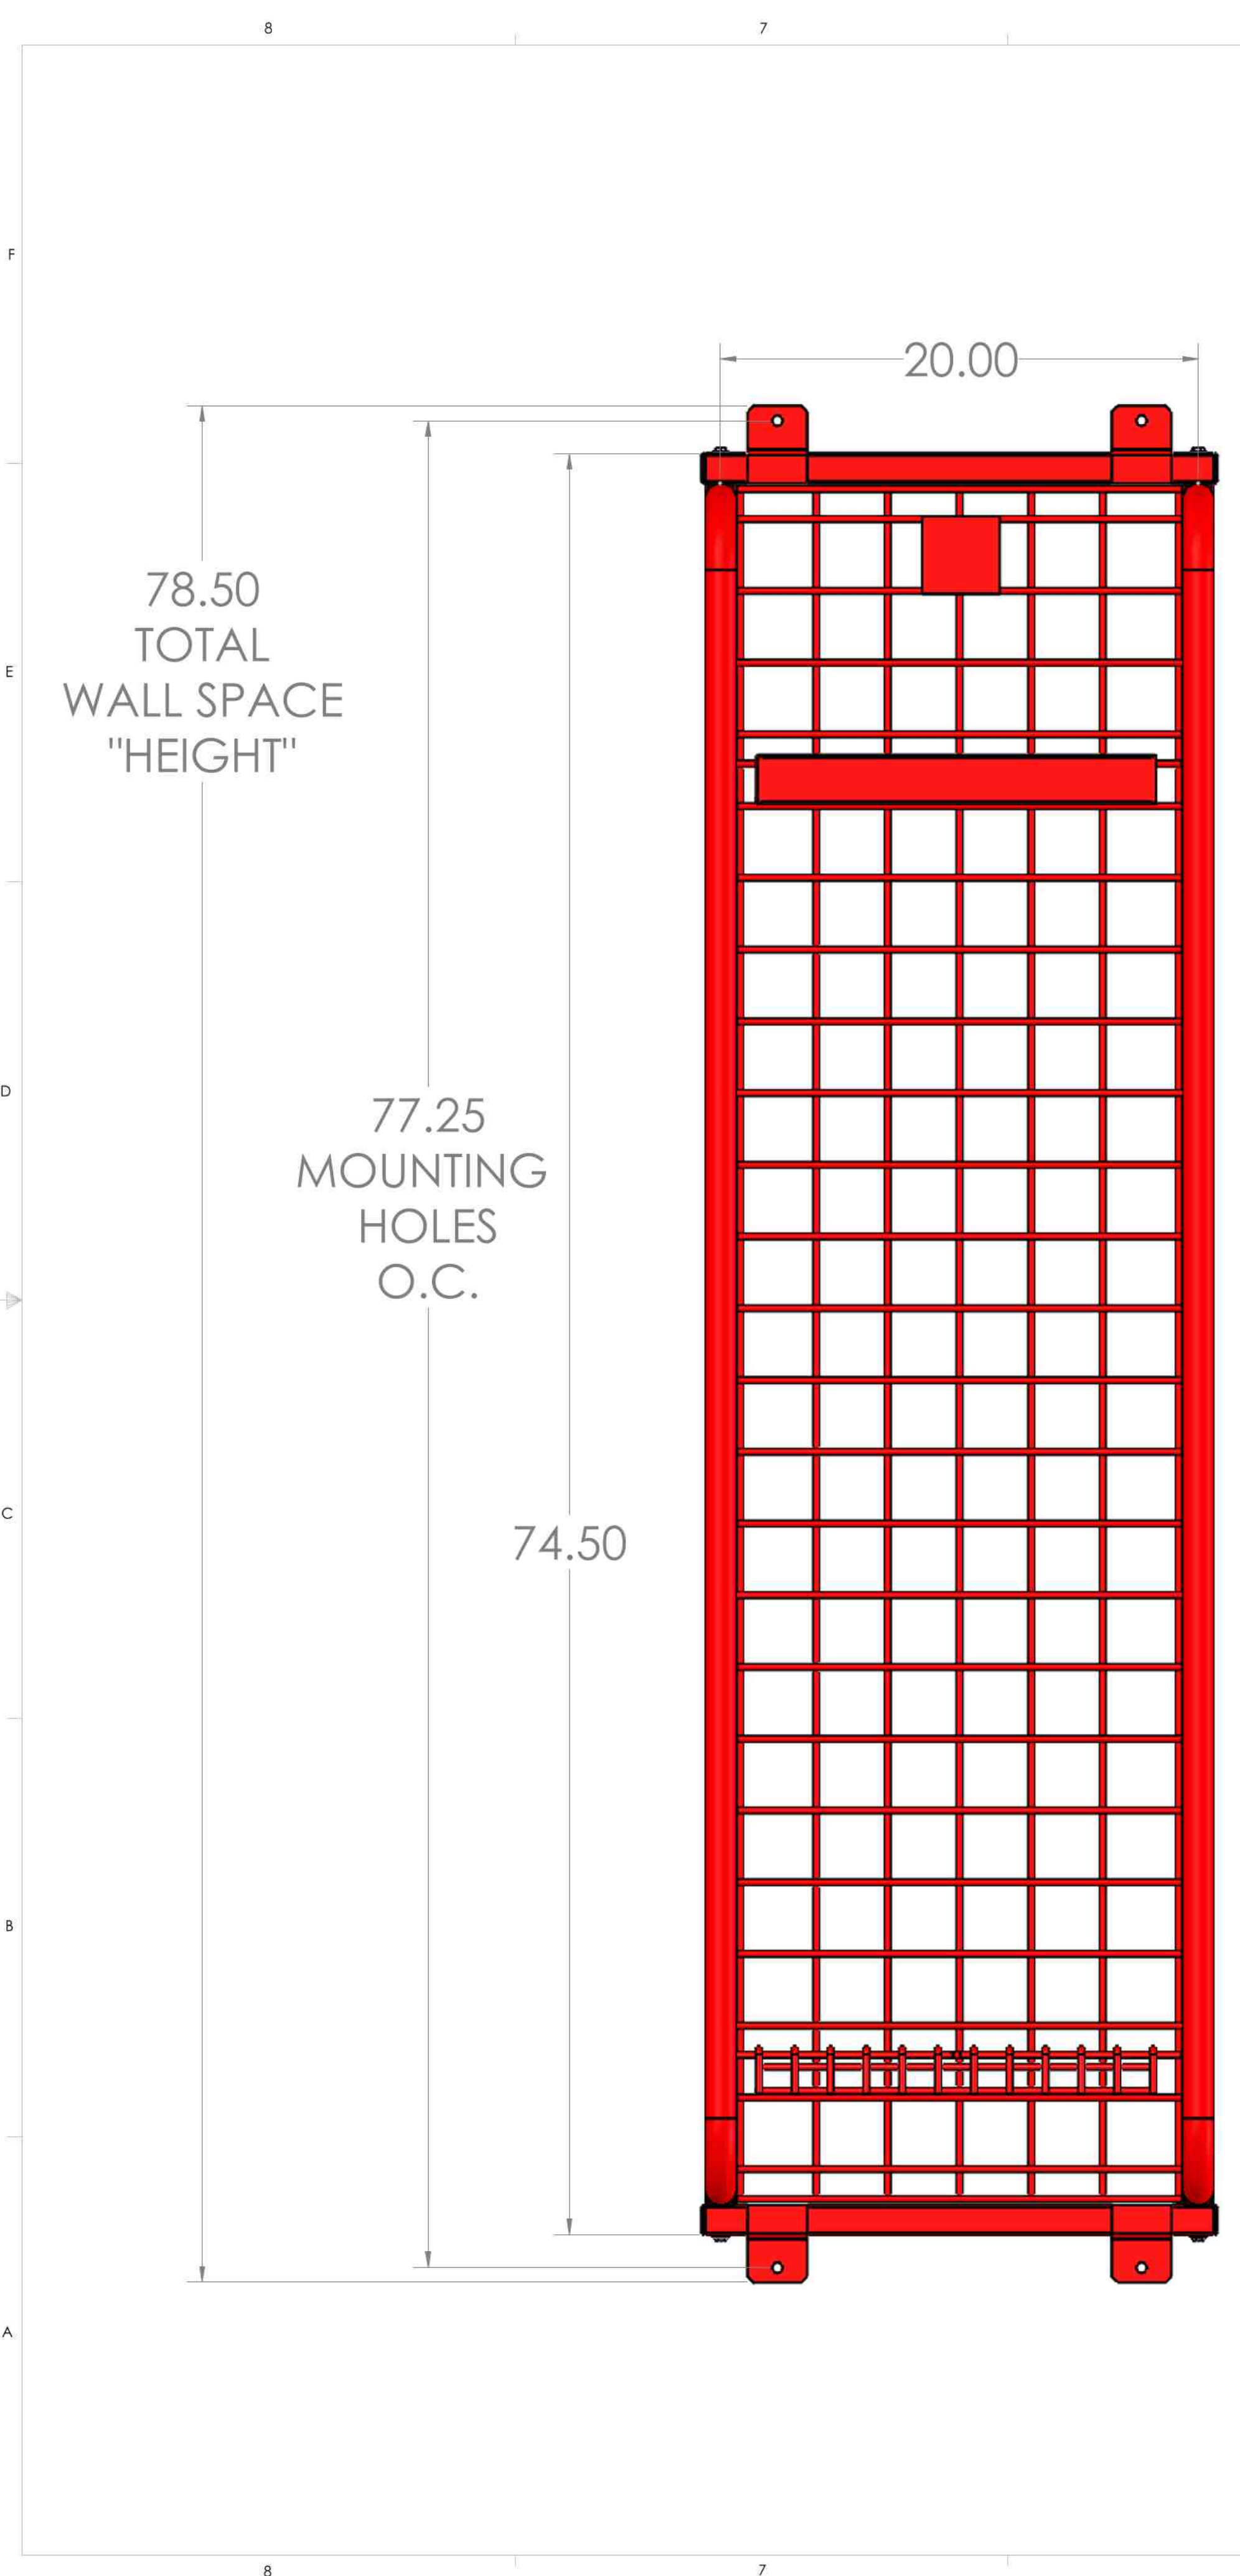 8
7
F
20.00
78.50
TOTAL
WALL SPACE
"HEIGHT"
E
D
77.25
MOUNTING
HOLES
O.C.
C
74.50
B
A
8
7